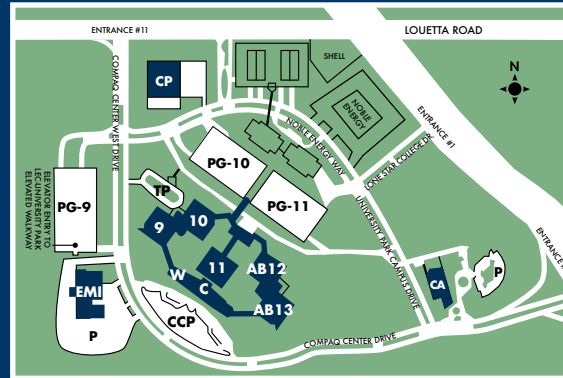 ENTRANCE #11
LOUETTA ROAD
SHELL
N
CP
COMPAQ CENTER WEST DRIVE
NOBLE
ENERGY
NOBLE ENERGY WAY
ENTRANCE #1
LONE STAR COLLEGE DR.
PG-10
ELEVATOR ENTRY TO
LEC-UNIVERSITY PARK
ELEVATED WALKWAY
PG-9
TP
PG-11
UNIVERSITY PARK CAMPUS DRIVE
9
10
11
W
C
AB12
AB13
CA
P
EMI
P
CCP
COMPAQ CENTER DRIVE